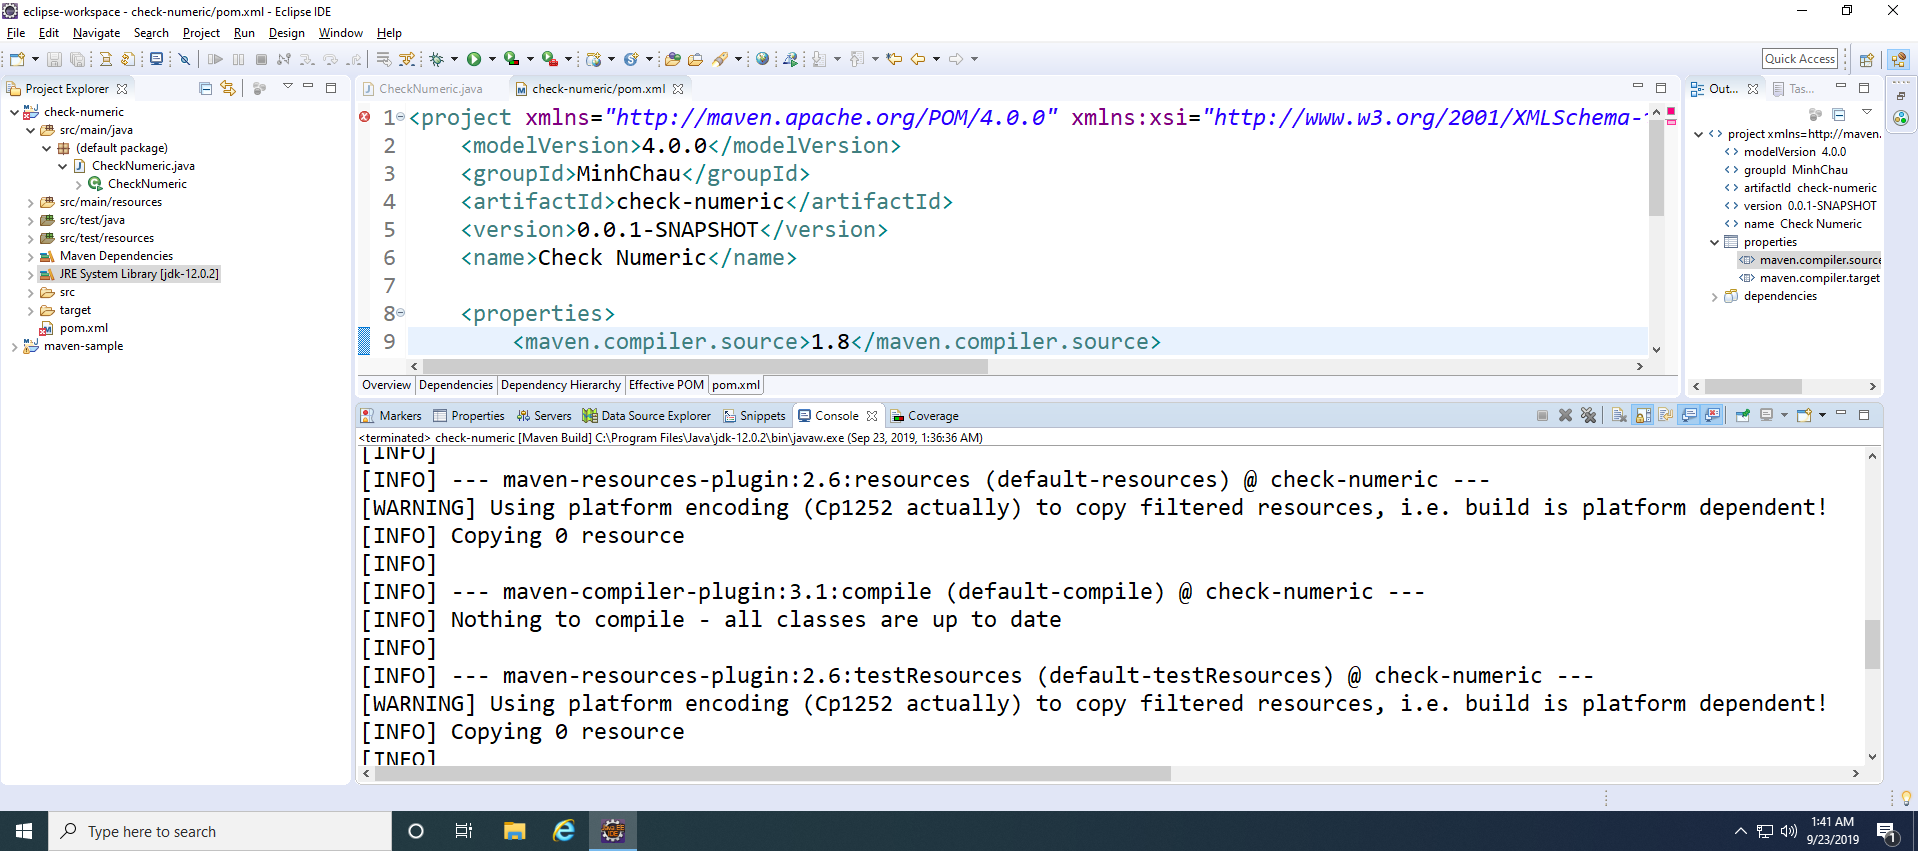 eclipse-workspace - check-numeric/pom.xml - Eclipse IDE
File Edit Navigate Search Project Run Design Window Help
Quick Access
Project Explorer
check-numeric
src/main/java
(default package)
CheckNumeric.java
CheckNumeric
src/main/resources
src/test/java
src/test/resources
Maven Dependencies
JRE System Library [jdk-12.0.2]
src
target
pom.xml
maven-sample
CheckNumeric.java check-numeric/pom.xml
1 <project xmlns="http://maven.apache.org/POM/4.0.0" xmlns:xsi="http://www.w3.org/2001/XMLSchema-
2 <modelVersion>4.0.0</modelVersion>
3 <groupId>MinhChau</groupId>
4 <artifactId>check-numeric</artifactId>
5 <version>0.0.1-SNAPSHOT</version>
6 <name>Check Numeric</name>
7
8 <properties>
9 <maven.compiler.source>1.8</maven.compiler.source>
Overview Dependencies Dependency Hierarchy Effective POM pom.xml
Out... Tas...
project xmlns=http://maven.
modelVersion 4.0.0
groupId MinhChau
artifactId check-numeric
version 0.0.1-SNAPSHOT
name Check Numeric
properties
maven.compiler.source
maven.compiler.target
dependencies
Markers Properties Servers Data Source Explorer Snippets Console Coverage
<terminated> check-numeric [Maven Build] C:\Program Files\Java\jdk-12.0.2\bin\javaw.exe (Sep 23, 2019, 1:36:36 AM)
[INFO]
[INFO] --- maven-resources-plugin:2.6:resources (default-resources) @ check-numeric ---
[WARNING] Using platform encoding (Cp1252 actually) to copy filtered resources, i.e. build is platform dependent!
[INFO] Copying 0 resource
[INFO]
[INFO] --- maven-compiler-plugin:3.1:compile (default-compile) @ check-numeric ---
[INFO] Nothing to compile - all classes are up to date
[INFO]
[INFO] --- maven-resources-plugin:2.6:testResources (default-testResources) @ check-numeric ---
[WARNING] Using platform encoding (Cp1252 actually) to copy filtered resources, i.e. build is platform dependent!
[INFO] Copying 0 resource
[INFO]
Type here to search
1:41 AM
9/23/2019
1